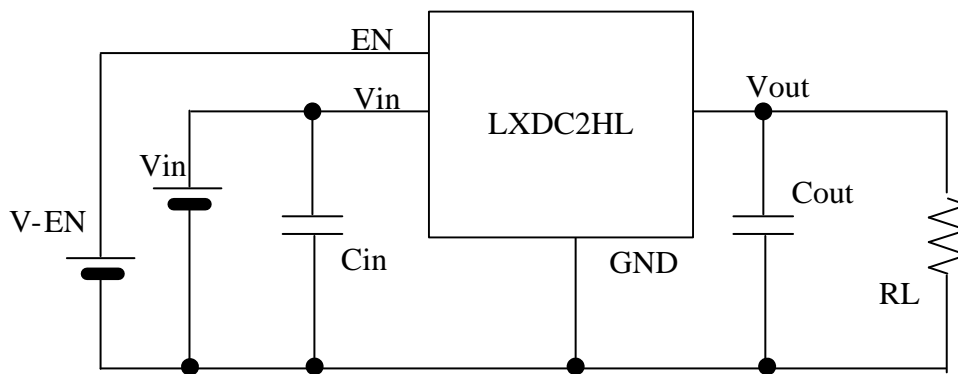 EN
Vin
LXDC2HL
Vout
Vin
V-EN
Cin
GND
Cout
RL